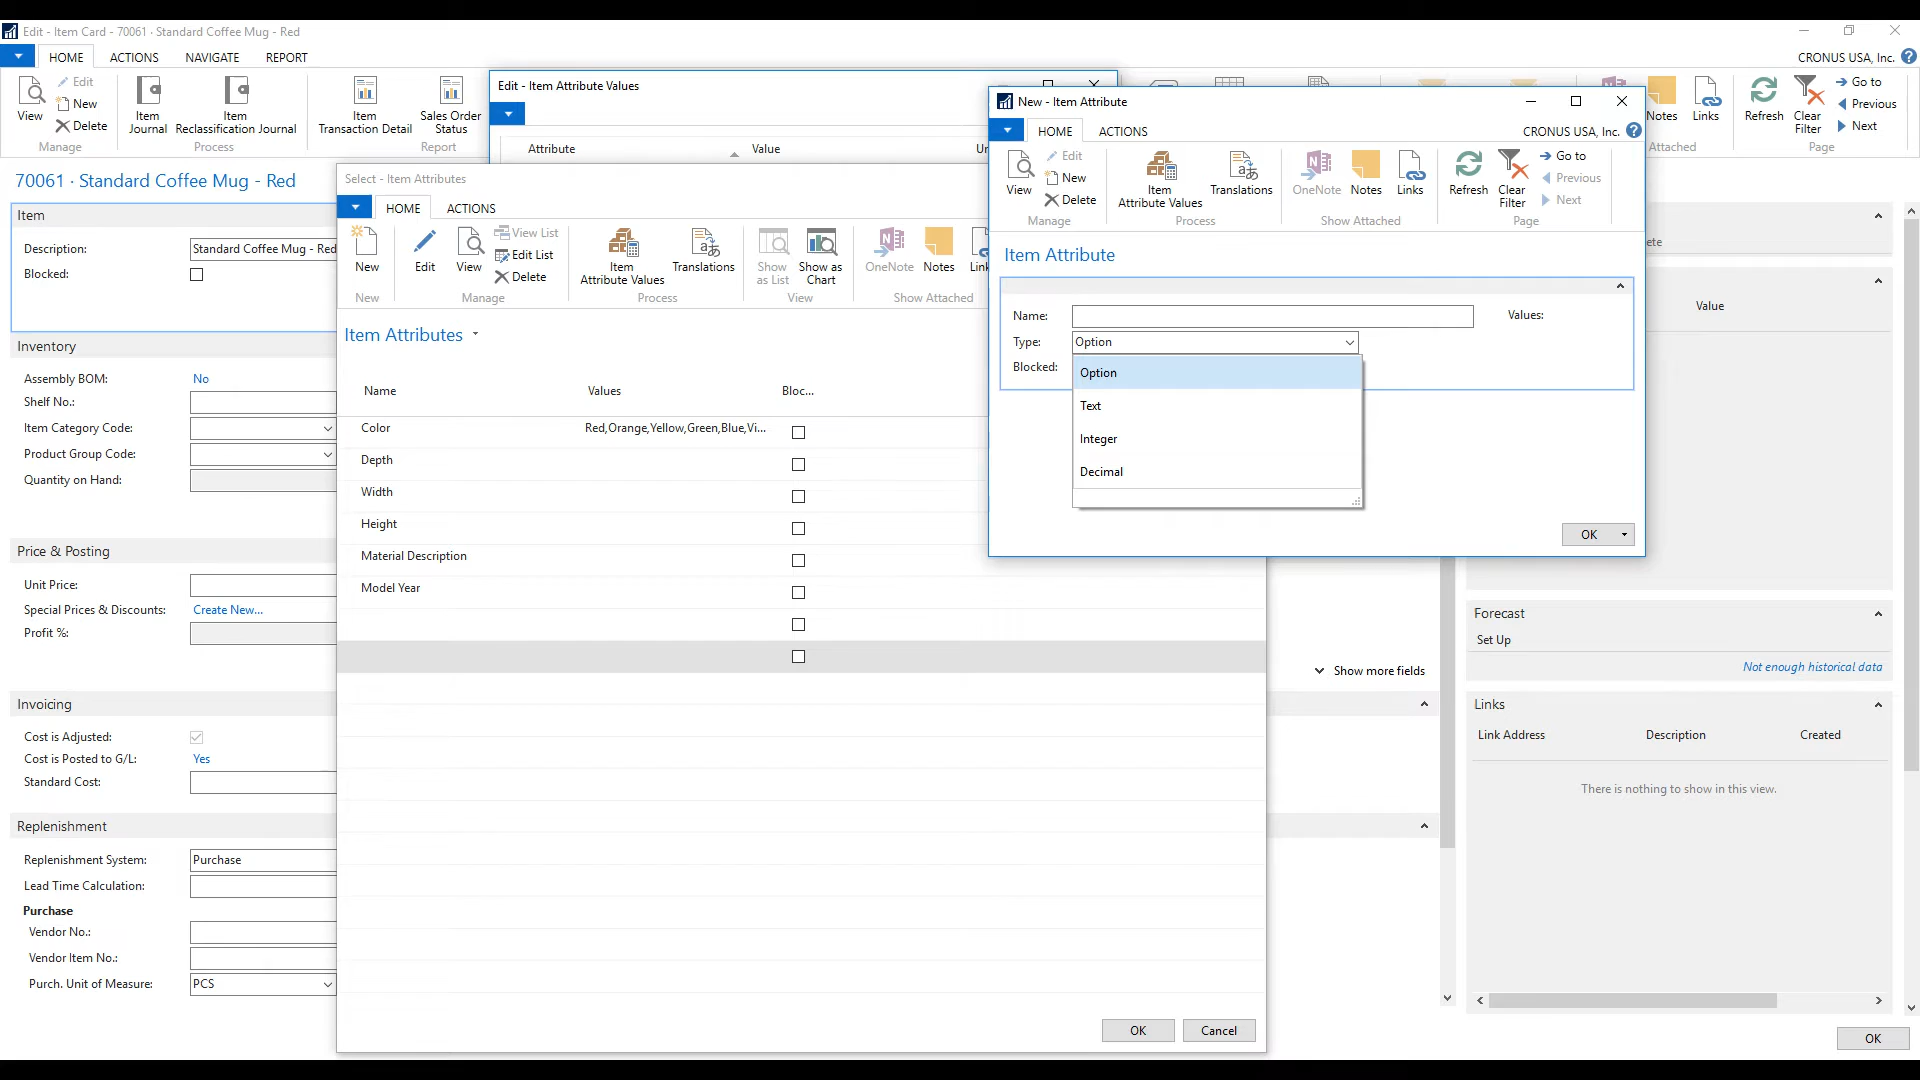 Edit - Item Card - 70061 · Standard Coffee Mug - Red
HOME
ACTIONS
NAVIGATE
REPORT
CRONUS USA, Inc.
View
Edit
New
Delete
Manage
Item
Journal
Item
Reclassification Journal
Process
Item
Transaction Detail
Sales Order
Status
Report
Notes
Links
Attached
Refresh
Clear
Filter
Go to
Previous
Next
Page
70061 · Standard Coffee Mug - Red
Item
Description:
Standard Coffee Mug - Red
Blocked:
Inventory
Assembly BOM:
No
Shelf No.:
Item Category Code:
Product Group Code:
Quantity on Hand:
Price & Posting
Unit Price:
Special Prices & Discounts:
Create New...
Profit %:
Invoicing
Cost is Adjusted:
Cost is Posted to G/L:
Yes
Standard Cost:
Replenishment
Replenishment System:
Purchase
Lead Time Calculation:
Purchase
Vendor No.:
Vendor Item No.:
Purch. Unit of Measure:
PCS
Edit - Item Attribute Values
Attribute
Value
Un
Select - Item Attributes
HOME
ACTIONS
New
New
Edit
View
View List
Edit List
Delete
Manage
Item
Attribute Values
Translations
Process
Show
as List
Show as
Chart
View
OneNote
Notes
Link
Show Attached
Item Attributes
Name
Values
Bloc...
Color
Red,Orange,Yellow,Green,Blue,Vi...
Depth
Width
Height
Material Description
Model Year
OK
Cancel
New - Item Attribute
HOME
ACTIONS
CRONUS USA, Inc.
View
Edit
New
Delete
Manage
Item
Attribute Values
Translations
Process
OneNote
Notes
Links
Show Attached
Refresh
Clear
Filter
Go to
Previous
Next
Page
Item Attribute
Name:
Values:
Type:
Option
Blocked:
Option
Text
Integer
Decimal
OK
Show more fields
ete
Value
Forecast
Set Up
Not enough historical data
Links
Link Address
Description
Created
There is nothing to show in this view.
OK